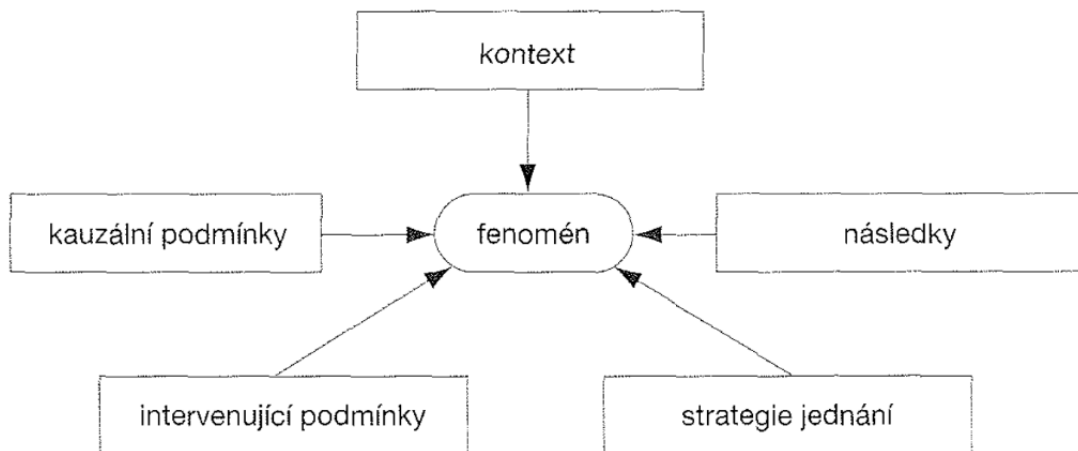 kontext
kauzální podmínky
fenomén
následky
intervenující podmínky
strategie jednání